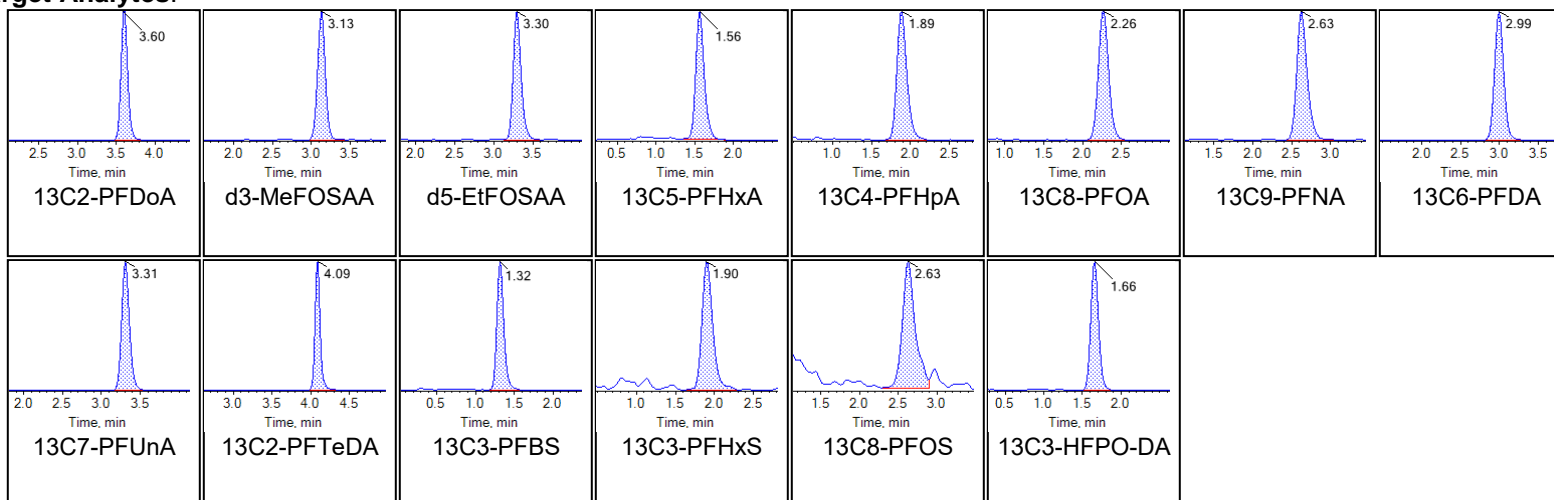 rget Analytes:
3.60
3.13
3.30
1.56
1.89
2.26
2.63
2.99
2.5 3.0 3.5 4.0
2.0 2.5 3.0 3.5
2.0 2.5 3.0 3.5
0.5 1.0 1.5 2.0
1.0 1.5 2.0 2.5
1.0 1.5 2.0 2.5
1.5 2.0 2.5 3.0
2.0 2.5 3.0 3.5
Time, min
Time, min
Time, min
Time, min
Time, min
Time, min
Time, min
Time, min
13C2-PFDoA
d3-MeFOSAA
d5-EtFOSAA
13C5-PFHxA
13C4-PFHpA
13C8-PFOA
13C9-PFNA
13C6-PFDA
3.31
4.09
1.32
1.90
2.63
1.66
2.0 2.5 3.0 3.5
3.0 3.5 4.0 4.5
0.5 1.0 1.5 2.0
1.0 1.5 2.0 2.5
1.5 2.0 2.5 3.0
0.5 1.0 1.5 2.0
Time, min
Time, min
Time, min
Time, min
Time, min
Time, min
13C7-PFUnA
13C2-PFTeDA
13C3-PFBS
13C3-PFHxS
13C8-PFOS
13C3-HFPO-DA